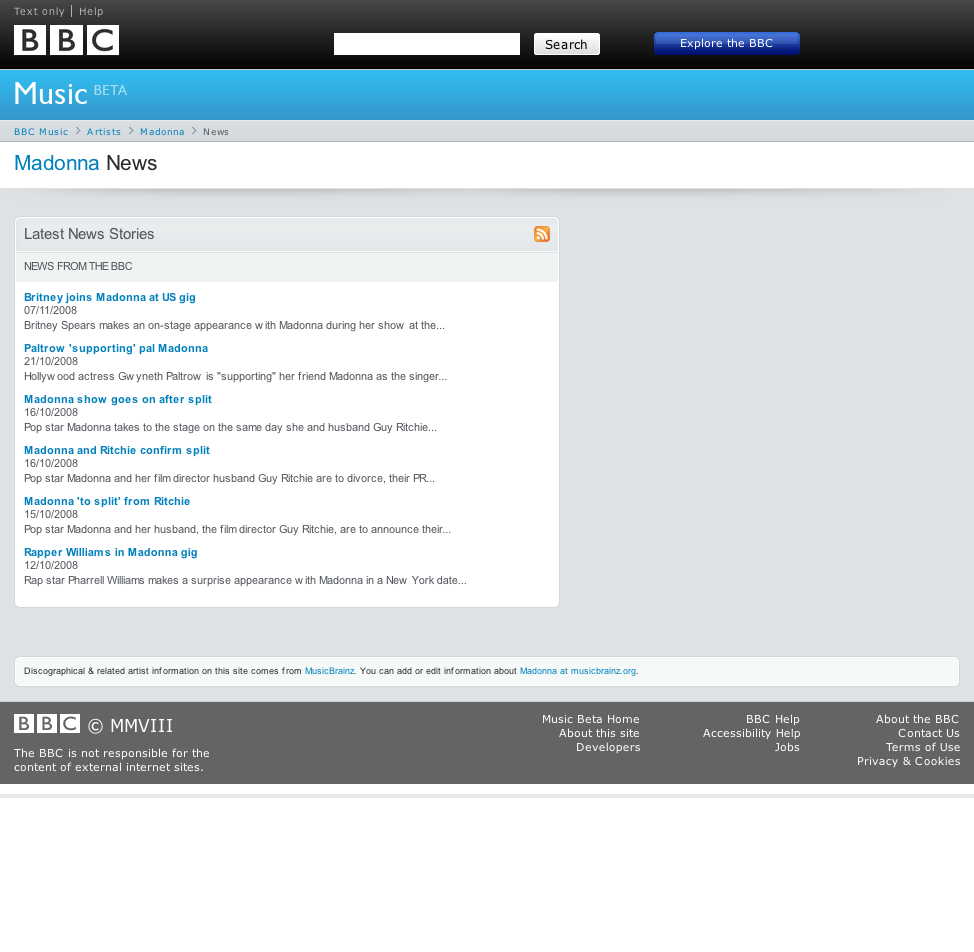 Text only | Help
BBC
Search
Explore the BBC
Music BETA
BBC Music > Artists > Madonna > News
Madonna News
Latest News Stories
NEWS FROM THE BBC
Britney joins Madonna at US gig
07/11/2008
Britney Spears makes an on-stage appearance with Madonna during her show at the...
Paltrow 'supporting' pal Madonna
21/10/2008
Hollywood actress Gwyneth Paltrow is "supporting" her friend Madonna as the singer...
Madonna show goes on after split
16/10/2008
Pop star Madonna takes to the stage on the same day she and husband Guy Ritchie...
Madonna and Ritchie confirm split
16/10/2008
Pop star Madonna and her film director husband Guy Ritchie are to divorce, their PR...
Madonna 'to split' from Ritchie
15/10/2008
Pop star Madonna and her husband, the film director Guy Ritchie, are to announce their...
Rapper Williams in Madonna gig
12/10/2008
Rap star Pharrell Williams makes a surprise appearance with Madonna in a New York date...
Discographical & related artist information on this site comes from MusicBrainz. You can add or edit information about Madonna at musicbrainz.org.
BBC © MMVIII
The BBC is not responsible for the
content of external internet sites.
Music Beta Home
About this site
Developers
BBC Help
Accessibility Help
Jobs
About the BBC
Contact Us
Terms of Use
Privacy & Cookies